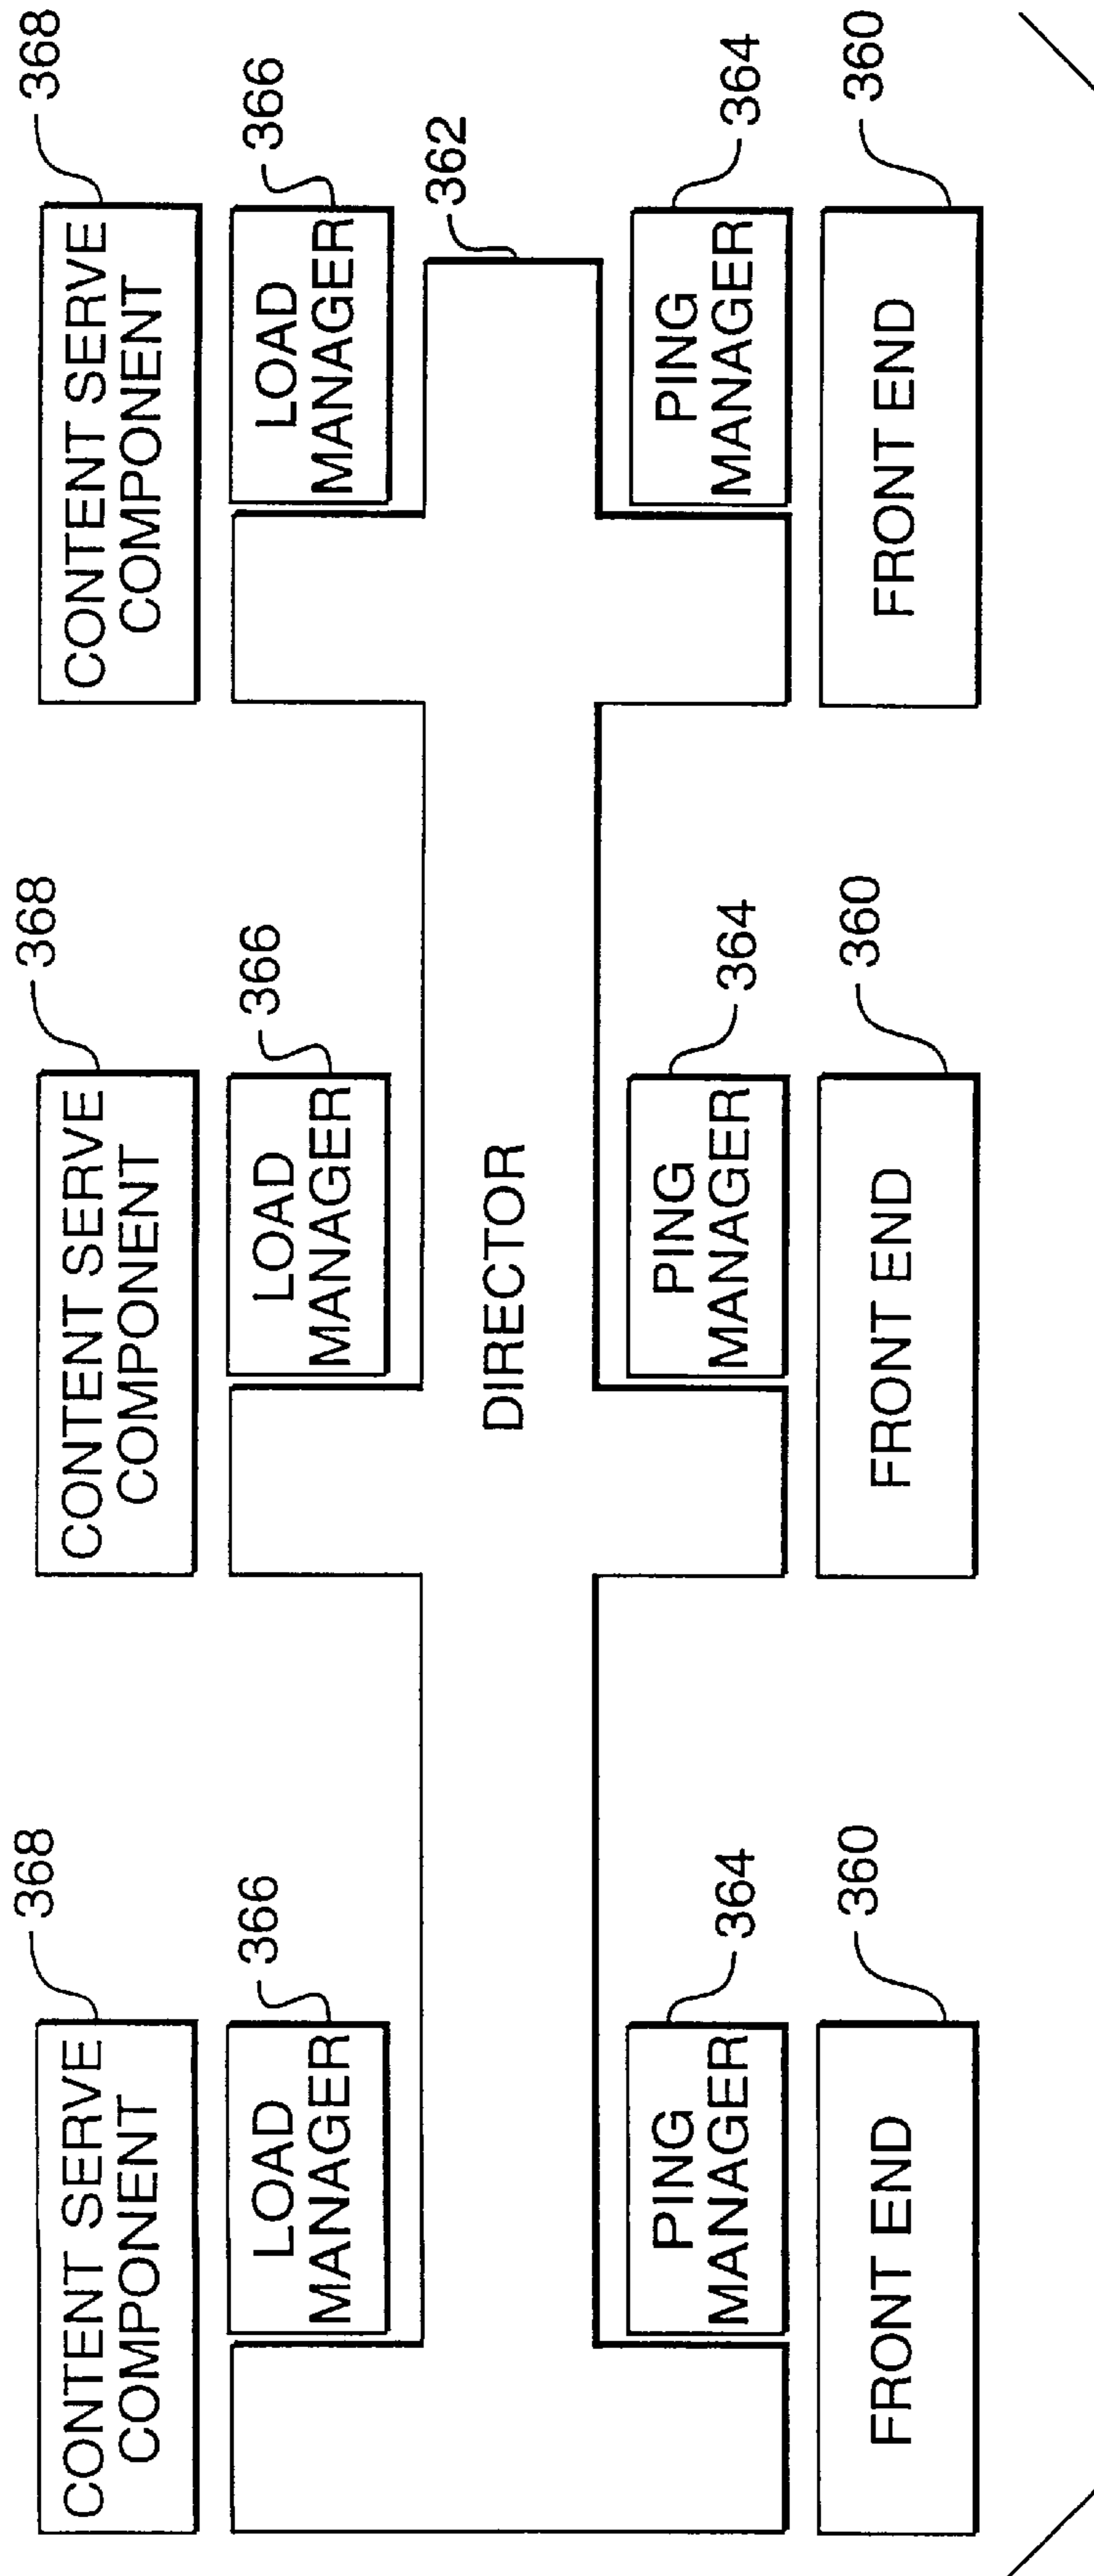 CONTENT SERVE
COMPONENT
368
LOAD
MANAGER
366
PING
MANAGER
364
FRONT END
360
CONTENT SERVE
COMPONENT
368
LOAD
MANAGER
366
DIRECTOR
PING
MANAGER
364
FRONT END
360
CONTENT SERVE
COMPONENT
368
LOAD
MANAGER
366
362
PING
MANAGER
364
FRONT END
360